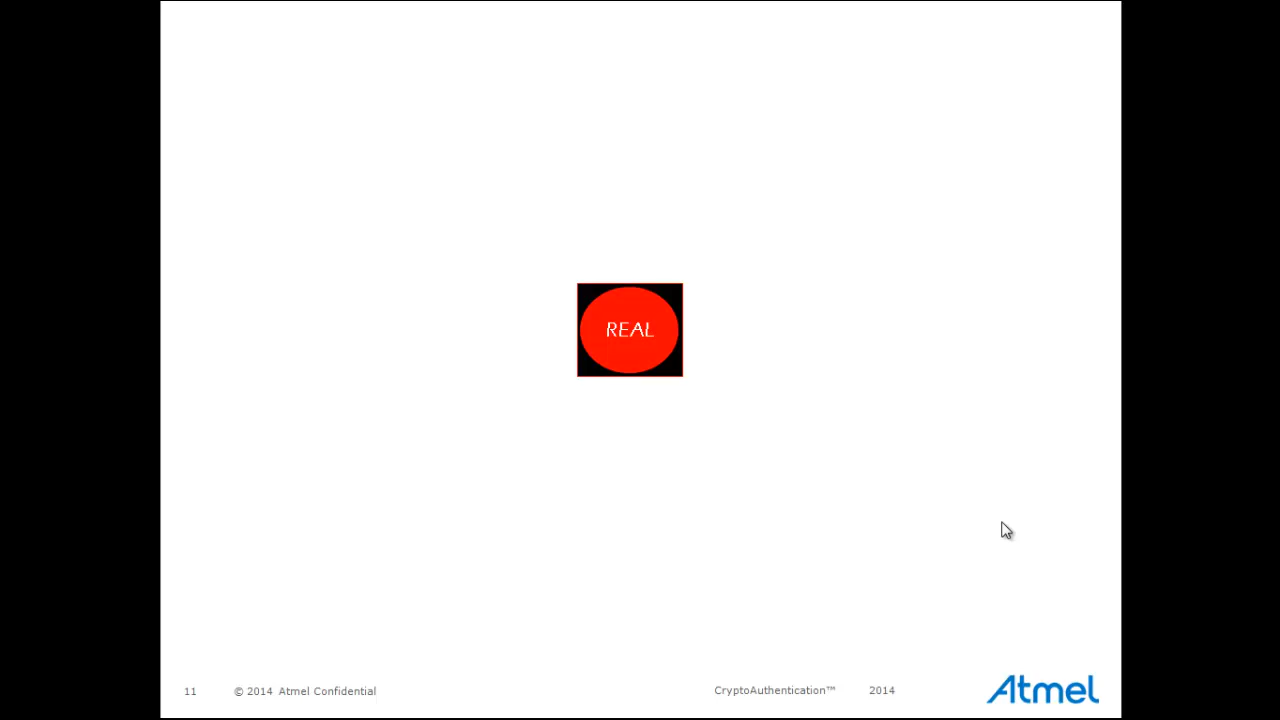 REAL
11 © 2014 Atmel Confidential CryptoAuthentication™ 2014 Atmel